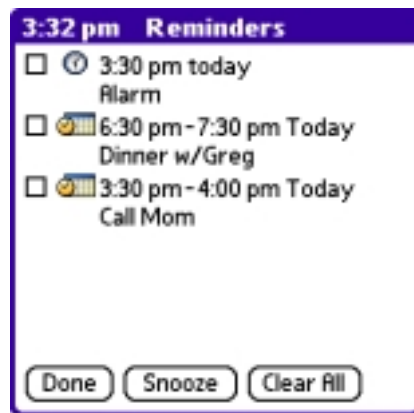 3:32 pm Reminders
3:30 pm today
Alarm
6:30 pm-7:30 pm Today
Dinner w/Greg
3:30 pm-4:00 pm Today
Call Mom
Done Snooze Clear All